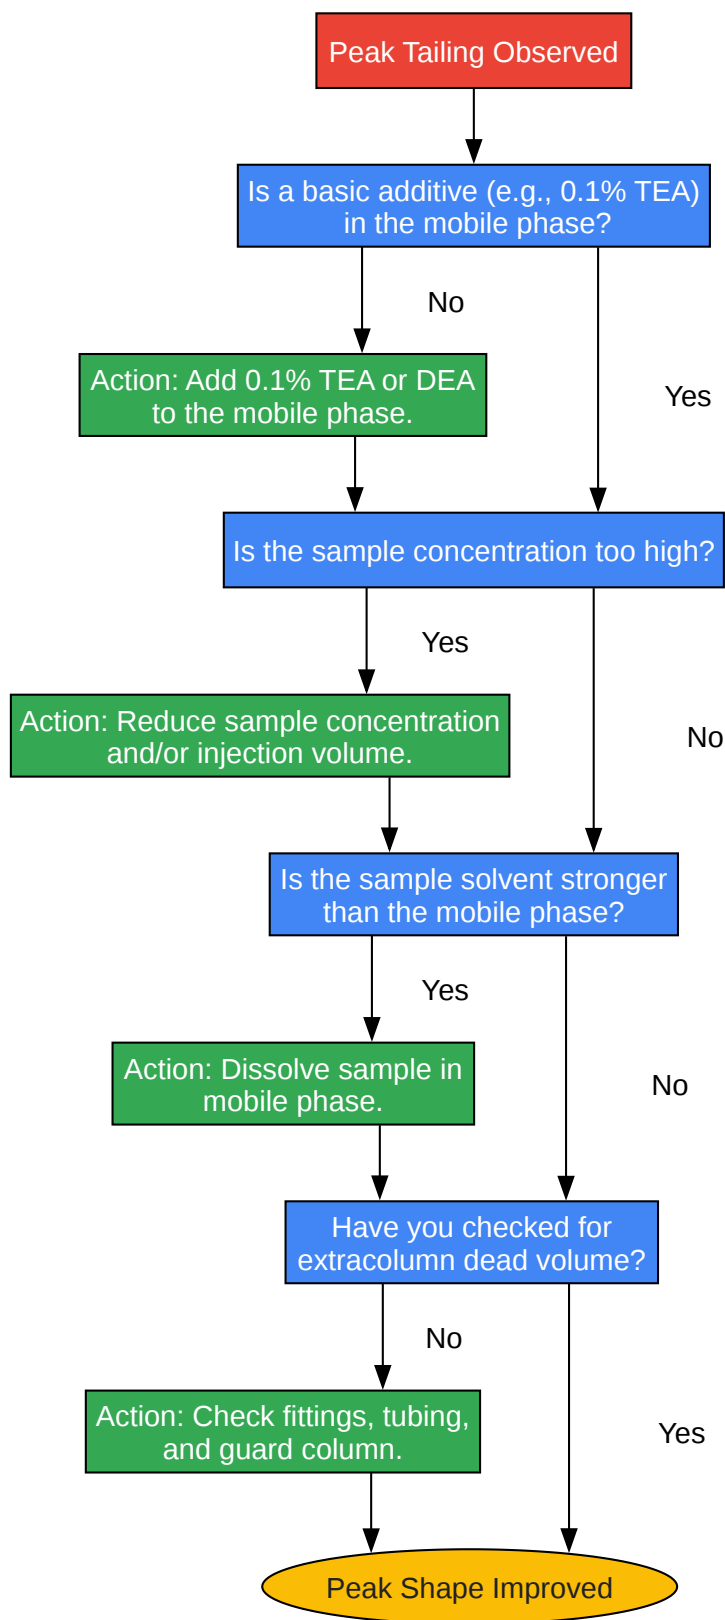 Peak Tailing Observed
Is a basic additive (e.g., 0.1% TEA)
in the mobile phase?
No
Action: Add 0.1% TEA or DEA
to the mobile phase.
Yes
Is the sample concentration too high?
Yes
Action: Reduce sample concentration
and/or injection volume.
No
Is the sample solvent stronger
than the mobile phase?
Yes
Action: Dissolve sample in
mobile phase.
No
Have you checked for
extracolumn dead volume?
No
Action: Check fittings, tubing,
and guard column.
Yes
Peak Shape Improved